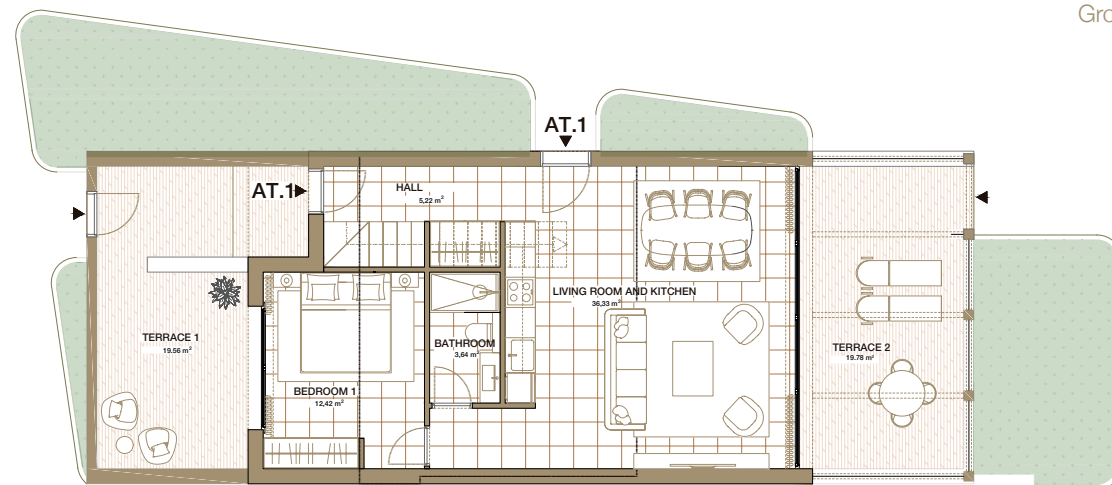 Gro
AT.1
AT.1
HALL
5,22 m²
LIVING ROOM AND KITCHEN
36,33 m²
TERRACE 1
19.56 m²
BATHROOM
3,64 m²
TERRACE 2
19.78 m²
BEDROOM 1
12,42 m²